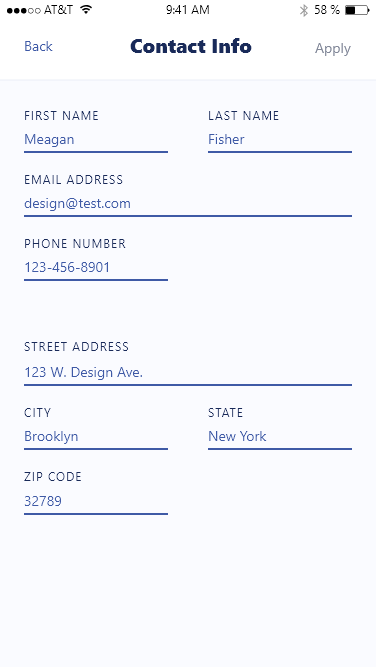 AT&T 9:41 AM 58 %
Back Contact Info Apply
FIRST NAME LAST NAME
Meagan Fisher
EMAIL ADDRESS
design@test.com
PHONE NUMBER
123-456-8901
STREET ADDRESS
123 W. Design Ave.
CITY STATE
Brooklyn New York
ZIP CODE
32789